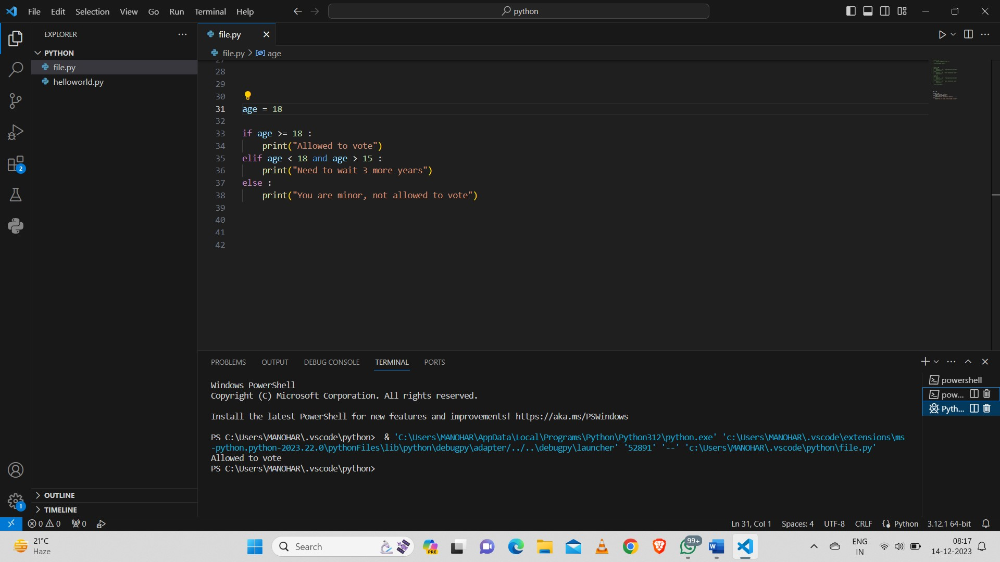 File Edit Selection View Go Run Terminal Help
python
EXPLORER
PYTHON
file.py
helloworld.py
OUTLINE
TIMELINE
file.py
file.py > age
27
28
29
30
31 age = 18
32
33 if age >= 18 :
34     print("Allowed to vote")
35 elif age < 18 and age > 15 :
36     print("Need to wait 3 more years")
37 else :
38     print("You are minor, not allowed to vote")
39
40
41
42
PROBLEMS OUTPUT DEBUG CONSOLE TERMINAL PORTS
Windows PowerShell
Copyright (C) Microsoft Corporation. All rights reserved.
Install the latest PowerShell for new features and improvements! https://aka.ms/PSWindows
PS C:\Users\MANOHAR\.vscode\python>  & 'C:\Users\MANOHAR\AppData\Local\Programs\Python\Python312\python.exe' 'c:\Users\MANOHAR\.vscode\extensions\ms
-python.python-2023.22.0\pythonFiles\lib\python\debugpy\adapter/../..\debugpy\launcher' '52891' '--' 'c:\Users\MANOHAR\.vscode\python\file.py'
Allowed to vote
PS C:\Users\MANOHAR\.vscode\python>
powershell
pow...
Pyth...
2
1
0 0 0
Ln 31, Col 1 Spaces: 4 UTF-8 CRLF Python 3.12.1 64-bit
21°C
Haze
Search
PRE
99+
W
ENG
IN
08:17
14-12-2023